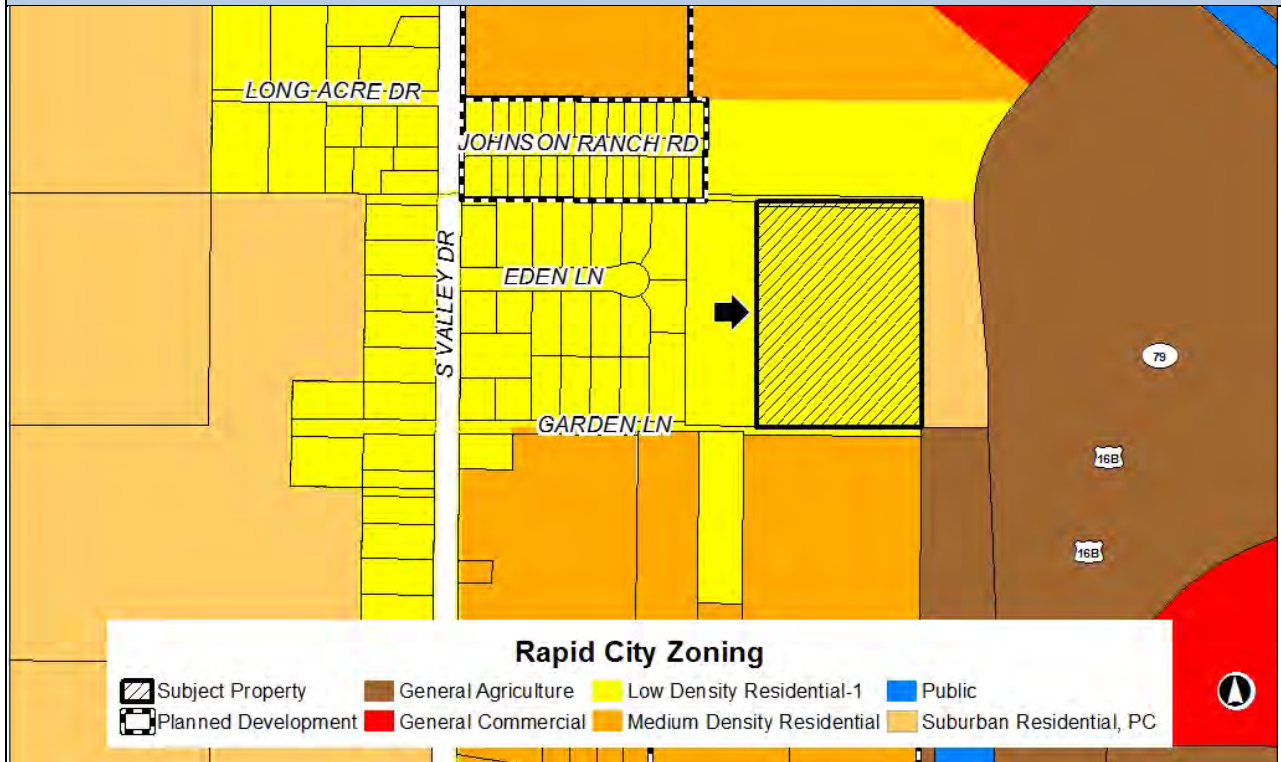 LONG ACRE DR
JOHNSON RANCH RD
S VALLEY DR
EDEN LN
GARDEN LN
79
16B
16B
Rapid City Zoning
Subject Property General Agriculture Low Density Residential-1 Public
Planned Development General Commercial Medium Density Residential Suburban Residential, PC